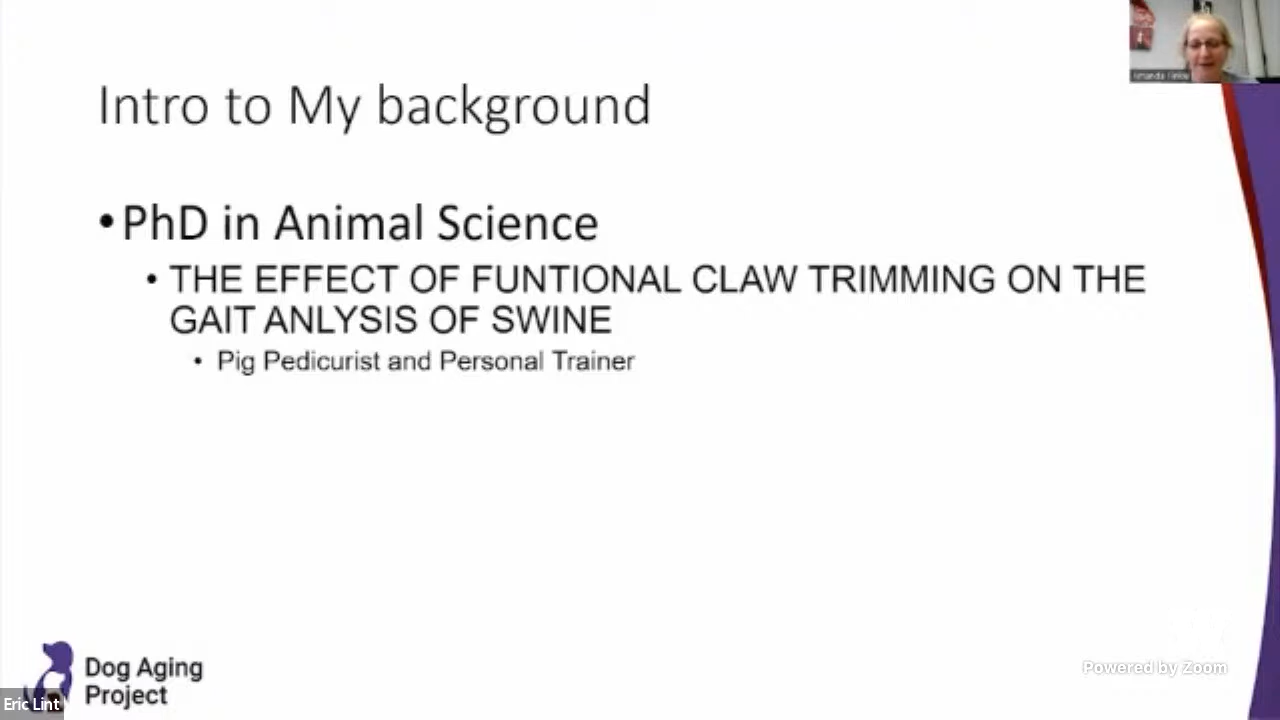 Intro to My background
•PhD in Animal Science
• THE EFFECT OF FUNTIONAL CLAW TRIMMING ON THE
GAIT ANLYSIS OF SWINE
• Pig Pedicurist and Personal Trainer
Dog Aging
Project
Eric Lint
Powered by Zoom